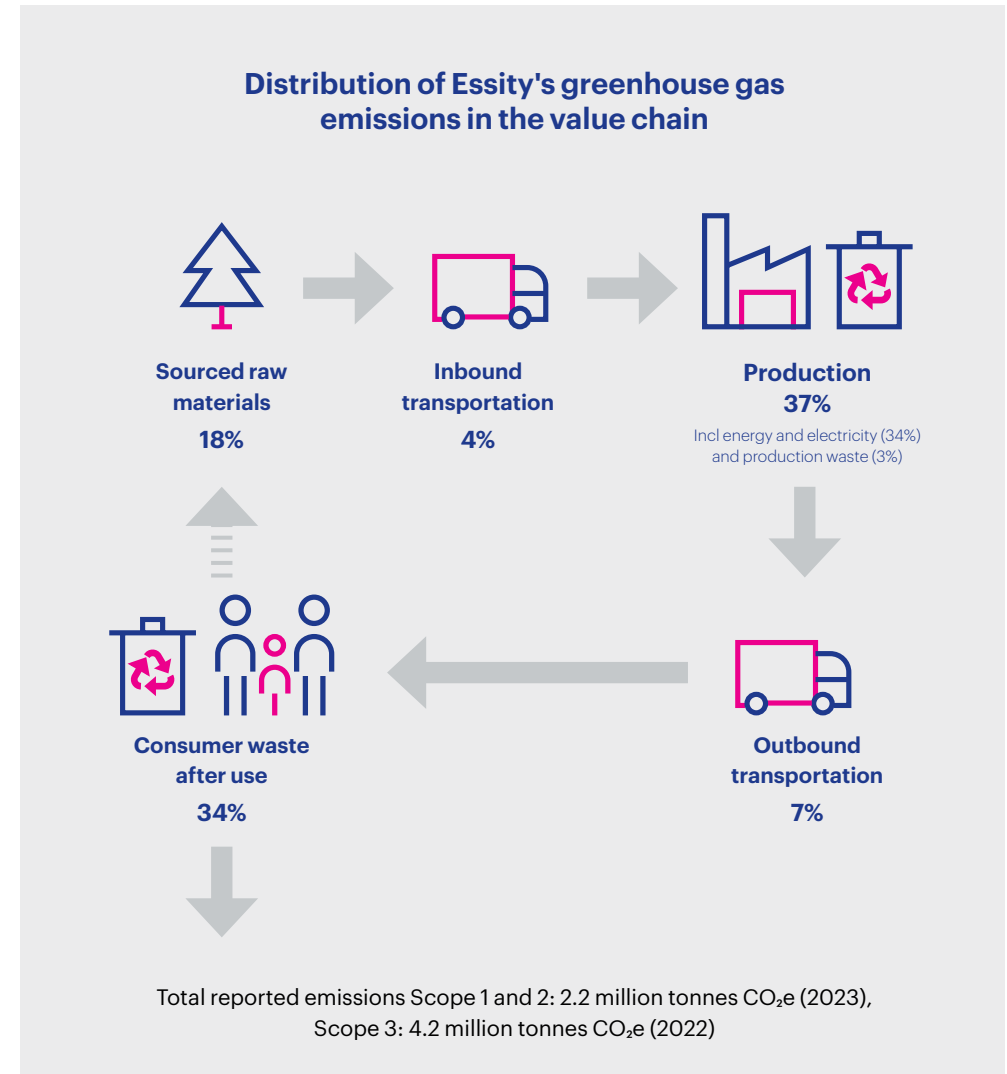 Distribution of Essity's greenhouse gas
emissions in the value chain
Sourced raw
materials
18%
Inbound
transportation
4%
Production
37%
Incl energy and electricity (34%)
and production waste (3%)
Consumer waste
after use
34%
Outbound
transportation
7%
Total reported emissions Scope 1 and 2: 2.2 million tonnes CO₂e (2023),
Scope 3: 4.2 million tonnes CO₂e (2022)